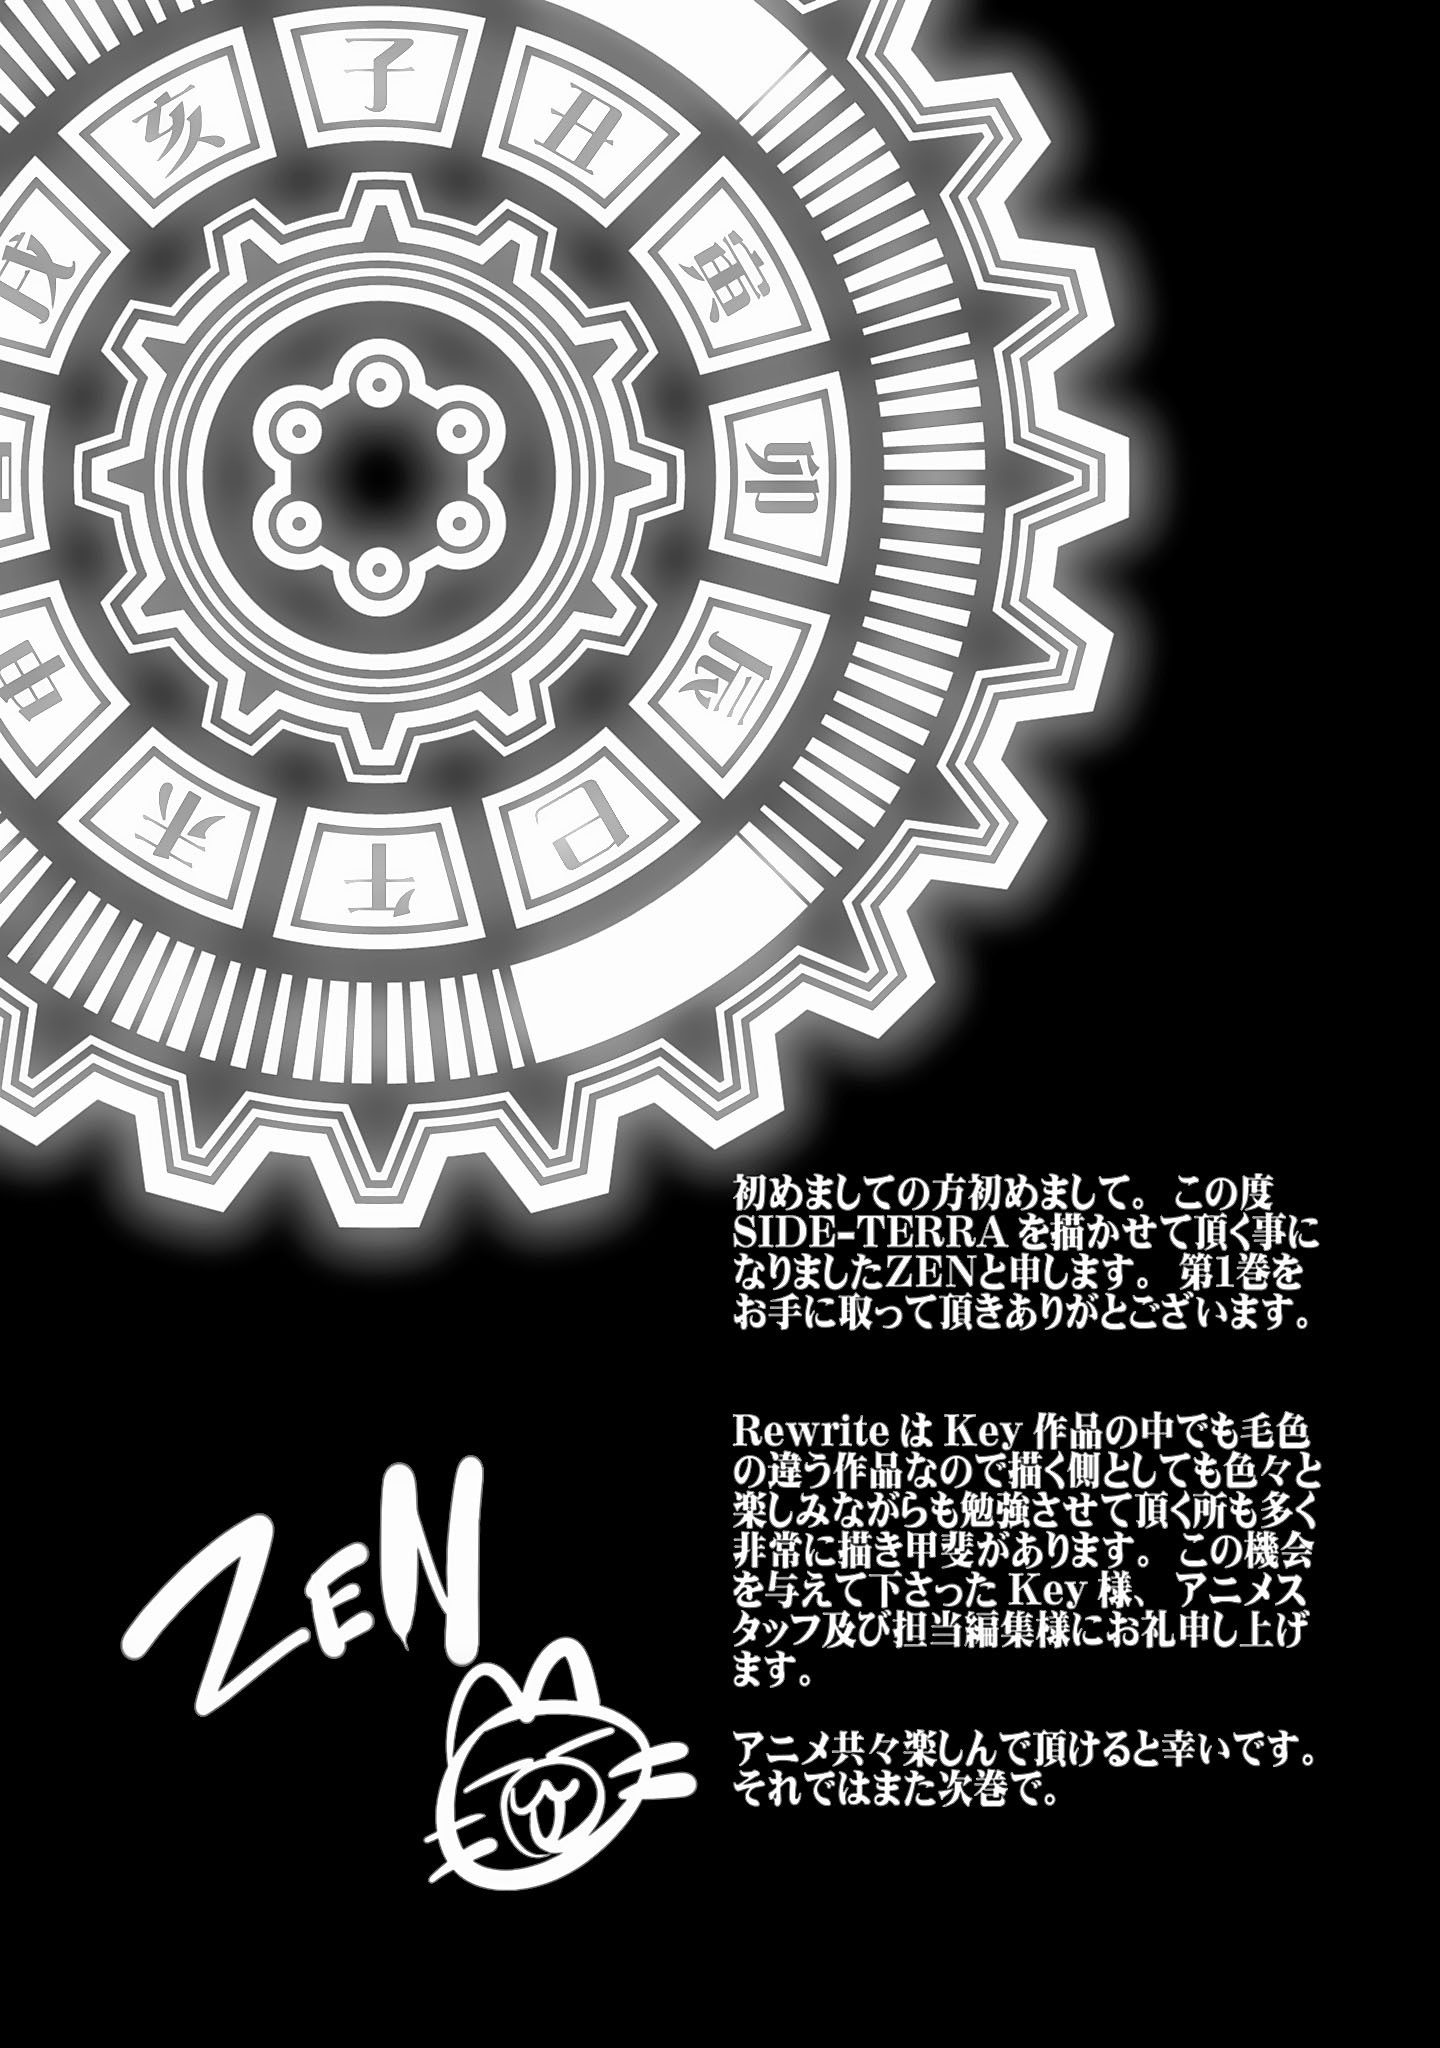 子
丑
寅
卯
辰
巳
午
未
申
戌
亥
初めましての方初めまして。この度
SIDE-TERRAを描かせて頂く事に
なりましたZENと申します。第1巻を
お手に取って頂きありがとございます。
Rewrite は Key 作品の中でも毛色
の違う作品なので描く側としても色々と
楽しみながらも勉強させて頂く所も多く
非常に描き甲斐があります。この機会
を与えて下さった Key 様、アニメス
タッフ及び担当編集様にお礼申し上げ
ます。
アニメ共々楽しんで頂けると幸いです。
それではまた次巻で。
ZEN